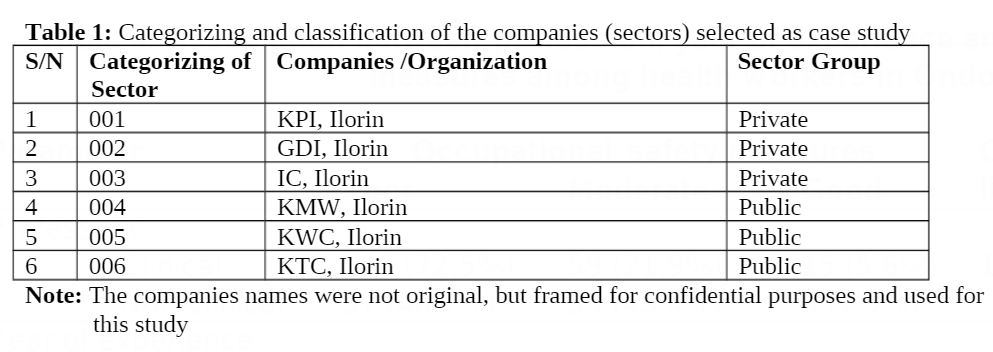 Table 1: Categorizing and classification of the companies (sectors) selected as case study
S/N Categorizing of Sector Companies /Organization Sector Group
1 001 KPI, Ilorin Private
2 002 GDI, Ilorin Private
3 003 IC, Ilorin Private
4 004 KMW, Ilorin Public
5 005 KWC, Ilorin Public
6 006 KTC, Ilorin Public
Note: The companies names were not original, but framed for confidential purposes and used for
this study